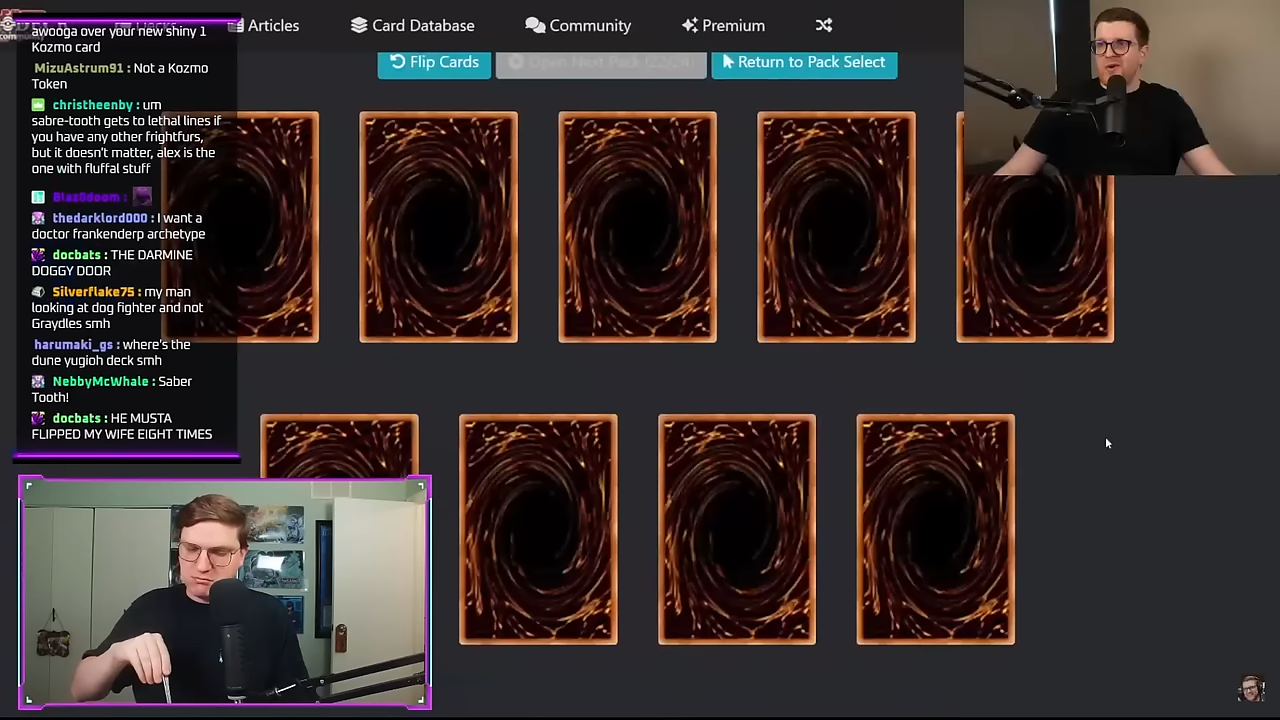 Articles
Card Database
Community
Premium
Flip Cards
Open Next Pack
Return to Pack Select
awooga over your new shiny 1
Kozmo card
MizuAstrum91 : Not a Kozmo
Token
christheenby : um
sabre-tooth gets to lethal lines if
you have any other frightfurs,
but it doesn't matter, alex is the
one with fluffal stuff
thedarklord000 : I want a
doctor frankenderp archetype
docbats : THE DARMINE
DOGGY DOOR
Silverflake75 : my man
looking at dog fighter and not
Graydles smh
harumaki_gs : where's the
dune yugioh deck smh
NebbyMcWhale : Saber
Tooth!
docbats : HE MUSTA
FLIPPED MY WIFE EIGHT TIMES